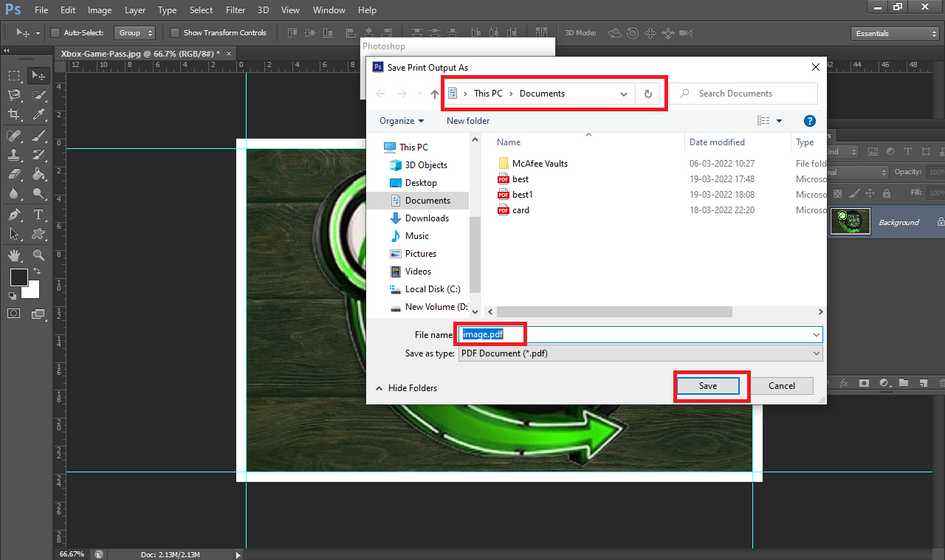 Ps File Edit Image Layer Type Select Filter 3D View Window Help
Auto-Select: Group Show Transform Controls 3D Mode: Essentials
Xbox-Game-Pass.jpg @ 66.7% (RGB/8#) * ×
Photoshop
Ps Save Print Output As
This PC > Documents
Search Documents
Organize New folder
This PC
3D Objects
Desktop
Documents
Downloads
Music
Pictures
Videos
Local Disk (C:)
New Volume (D:
Name Date modified Type
McAfee Vaults 06-03-2022 10:27 File fold
best 19-03-2022 17:48 Microso
best1 19-03-2022 18:08 Microso
card 18-03-2022 22:20 Microso
File name: image.pdf
Save as type: PDF Document (*.pdf)
Hide Folders Save Cancel
Opacity: 100%
Fill: 100%
Background
fx
66.67% Doc: 2.13M/2.13M